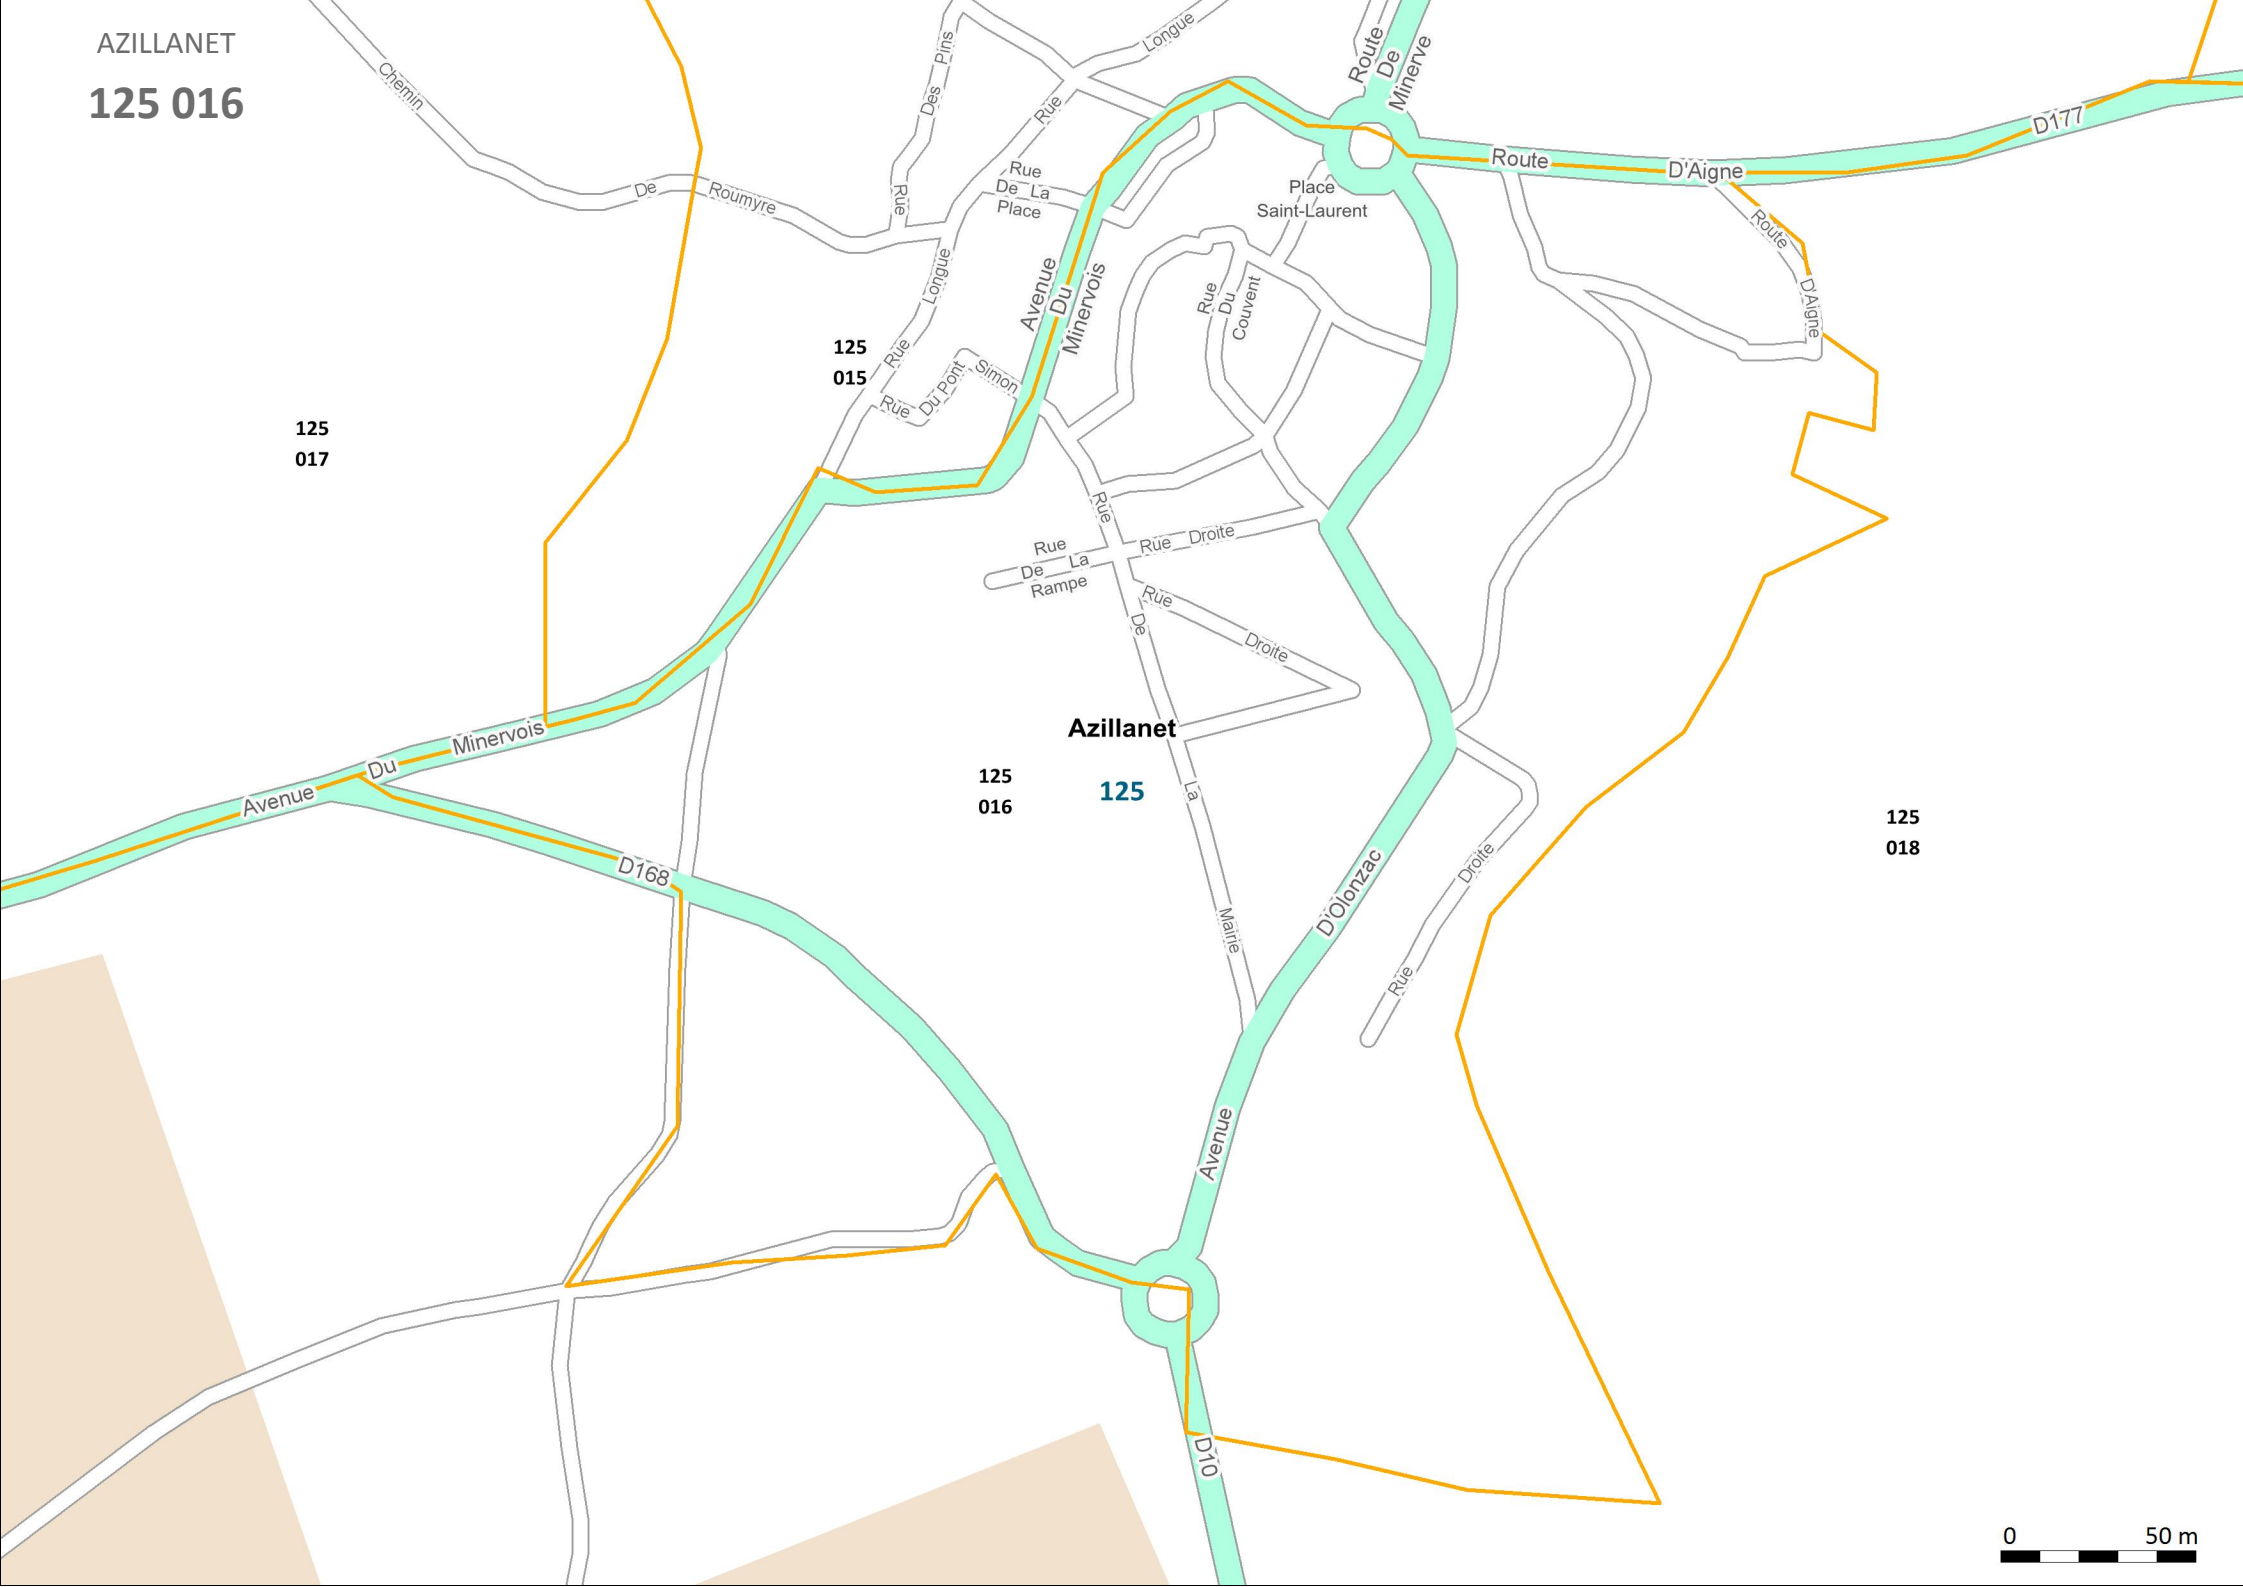 AZILLANET
125 016
Chemin
De
Roumyre
Rue
Des Pins
Rue
Longue
Rue
Longue
Rue
De La
Place
Route
De
Minerve
Route
D'Aigne
D177
Route
D'Aigne
Place
Saint-Laurent
Avenue
Du
Minervois
Rue
Du
Couvent
125
015
Rue
Du Pont
Simon
125
017
Rue
De
La
Mairie
Rue
De La
Rampe
Rue Droite
Rue
Droite
Azillanet
125
016
125
Avenue
Du
Minervois
D168
125
018
Rue
Droite
Avenue
D'Olonzac
D10
0 50 m